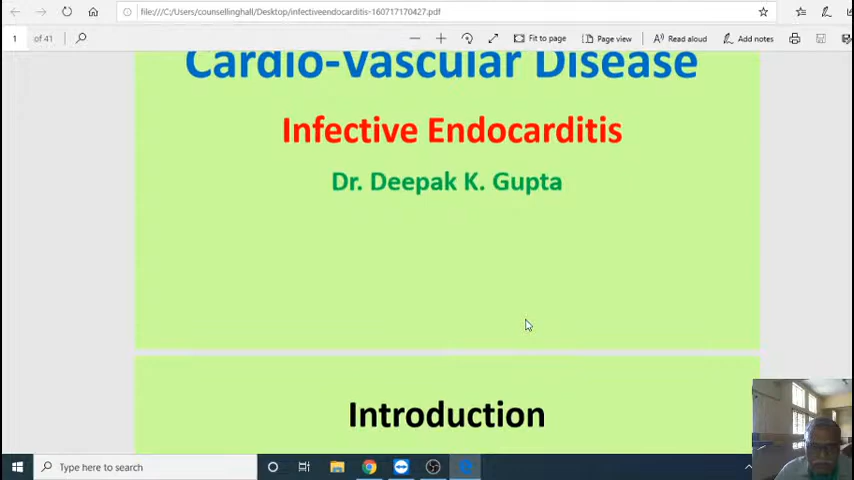 file:///C:/Users/counsellinghall/Desktop/infectiveendocarditis-160717170427.pdf
1 of 41
Fit to page
Page view
Read aloud
Add notes
Cardio-Vascular Disease
Infective Endocarditis
Dr. Deepak K. Gupta
Introduction
Type here to search